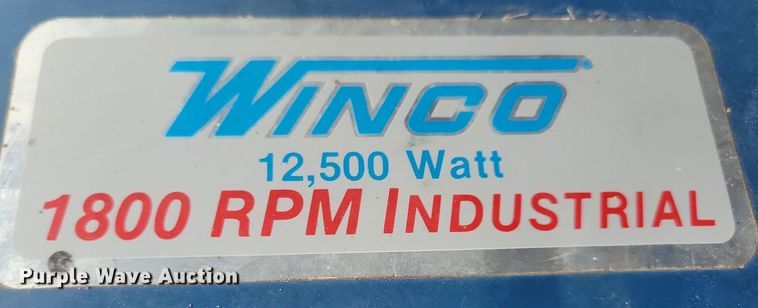 WINCO
12,500 Watt
1800 RPM INDUSTRIAL
Purple Wave Auction